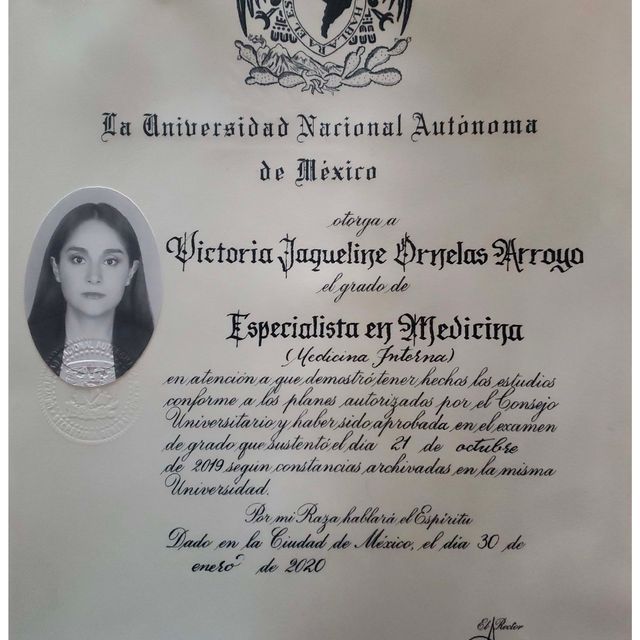 HABLARA EL ES
La Universidad Nacional Autónoma
de México
otorga a
Victoria Jaqueline Ornelas Arroyo
el grado de
Especialista en Medicina
(Medicina Interna)
en atención a que demostró tener hechos los estudios
conforme a los planes autorizados por el Consejo
Universitario y haber sido aprobada en el examen
de grado que sustentó el día 21 de octubre
de 2019 según constancias archivadas en la misma
Universidad.
Por mi Raza hablará el Espíritu
Dado en la Ciudad de México, el día 30 de
enero de 2020
El Rector